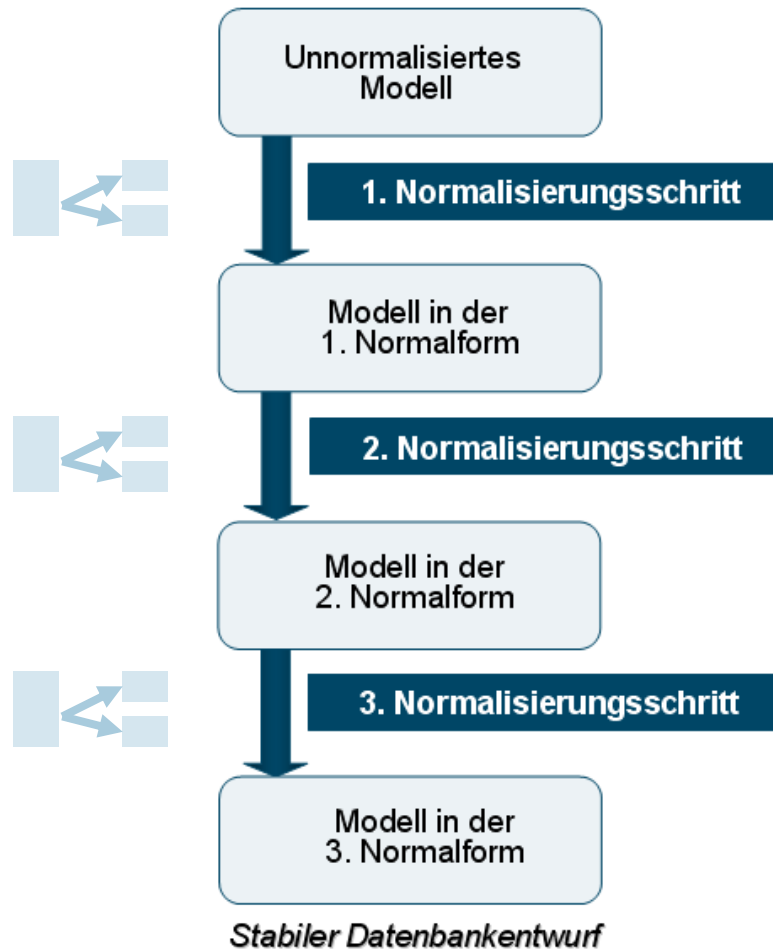 Unnormalisiertes
Modell
1. Normalisierungsschritt
Modell in der
1. Normalform
2. Normalisierungsschritt
Modell in der
2. Normalform
3. Normalisierungsschritt
Modell in der
3. Normalform
Stabiler Datenbankentwurf